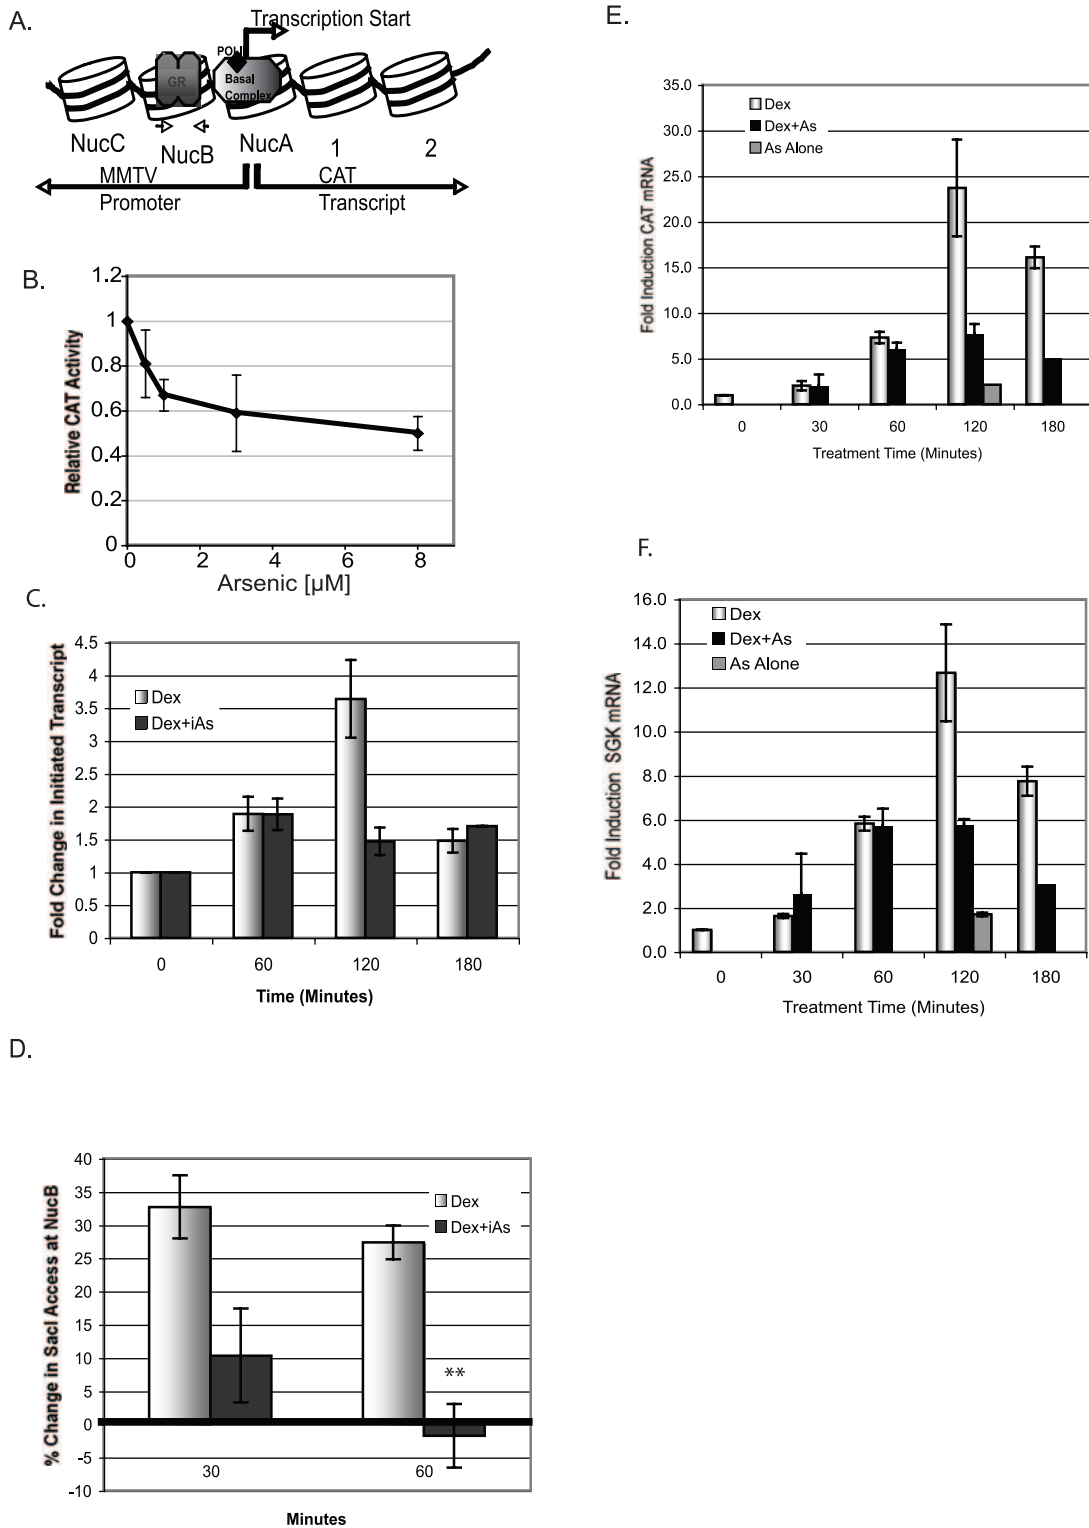 A.
Transcription Start
POL II
GR
Basal
Complex
NucC
NucB
NucA
1
2
MMTV
Promoter
CAT
Transcript
B.
Relative CAT Activity
1.2
1
0.8
0.6
0.4
0.2
0
0
2
4
6
8
Arsenic [µM]
C.
Fold Change in Initiated Transcript
4.5
4
3.5
3
2.5
2
1.5
1
0.5
0
Dex
Dex+iAs
0
60
120
180
Time (Minutes)
D.
% Change in SacI Access at NucB
40
35
30
25
20
15
10
5
0
-5
-10
Dex
Dex+iAs
**
30
60
Minutes
E.
Fold Induction CAT mRNA
35.0
30.0
25.0
20.0
15.0
10.0
5.0
0.0
Dex
Dex+As
As Alone
0
30
60
120
180
Treatment Time (Minutes)
F.
Fold Induction SGK mRNA
16.0
14.0
12.0
10.0
8.0
6.0
4.0
2.0
0.0
Dex
Dex+As
As Alone
0
30
60
120
180
Treatment Time (Minutes)